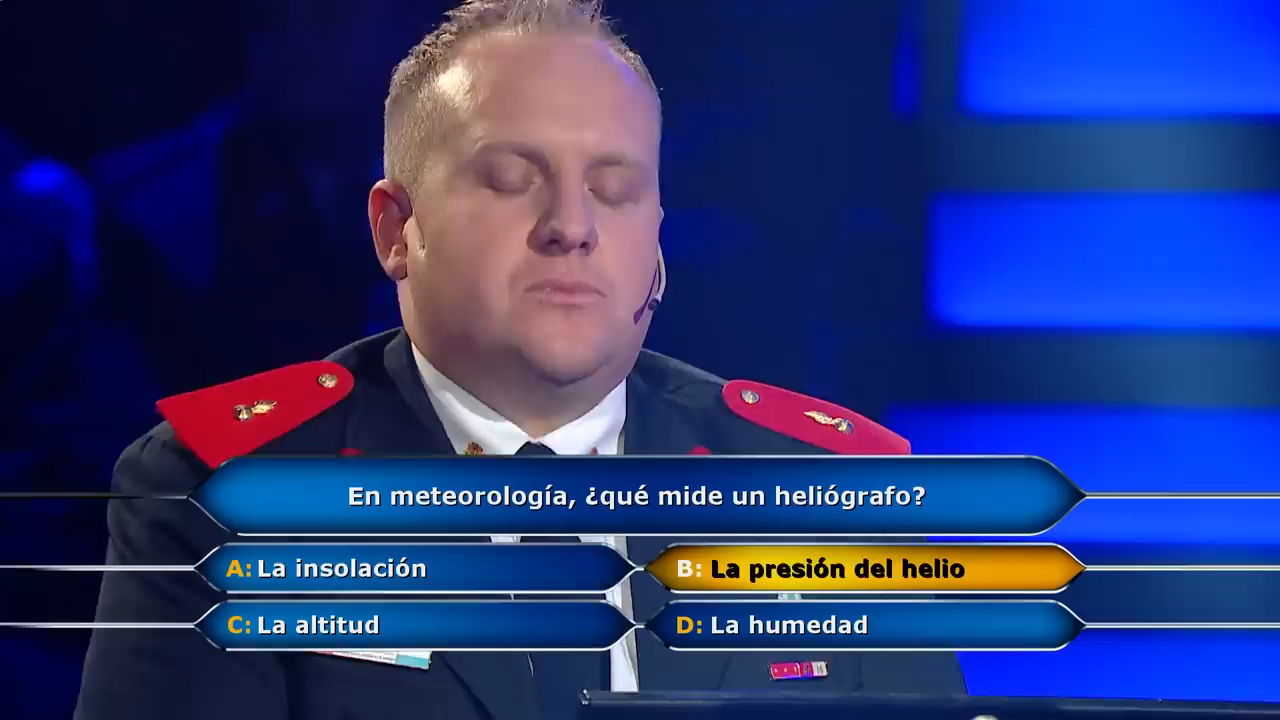 En meteorología, ¿qué mide un heliógrafo?
A: La insolación
B: La presión del helio
C: La altitud
D: La humedad